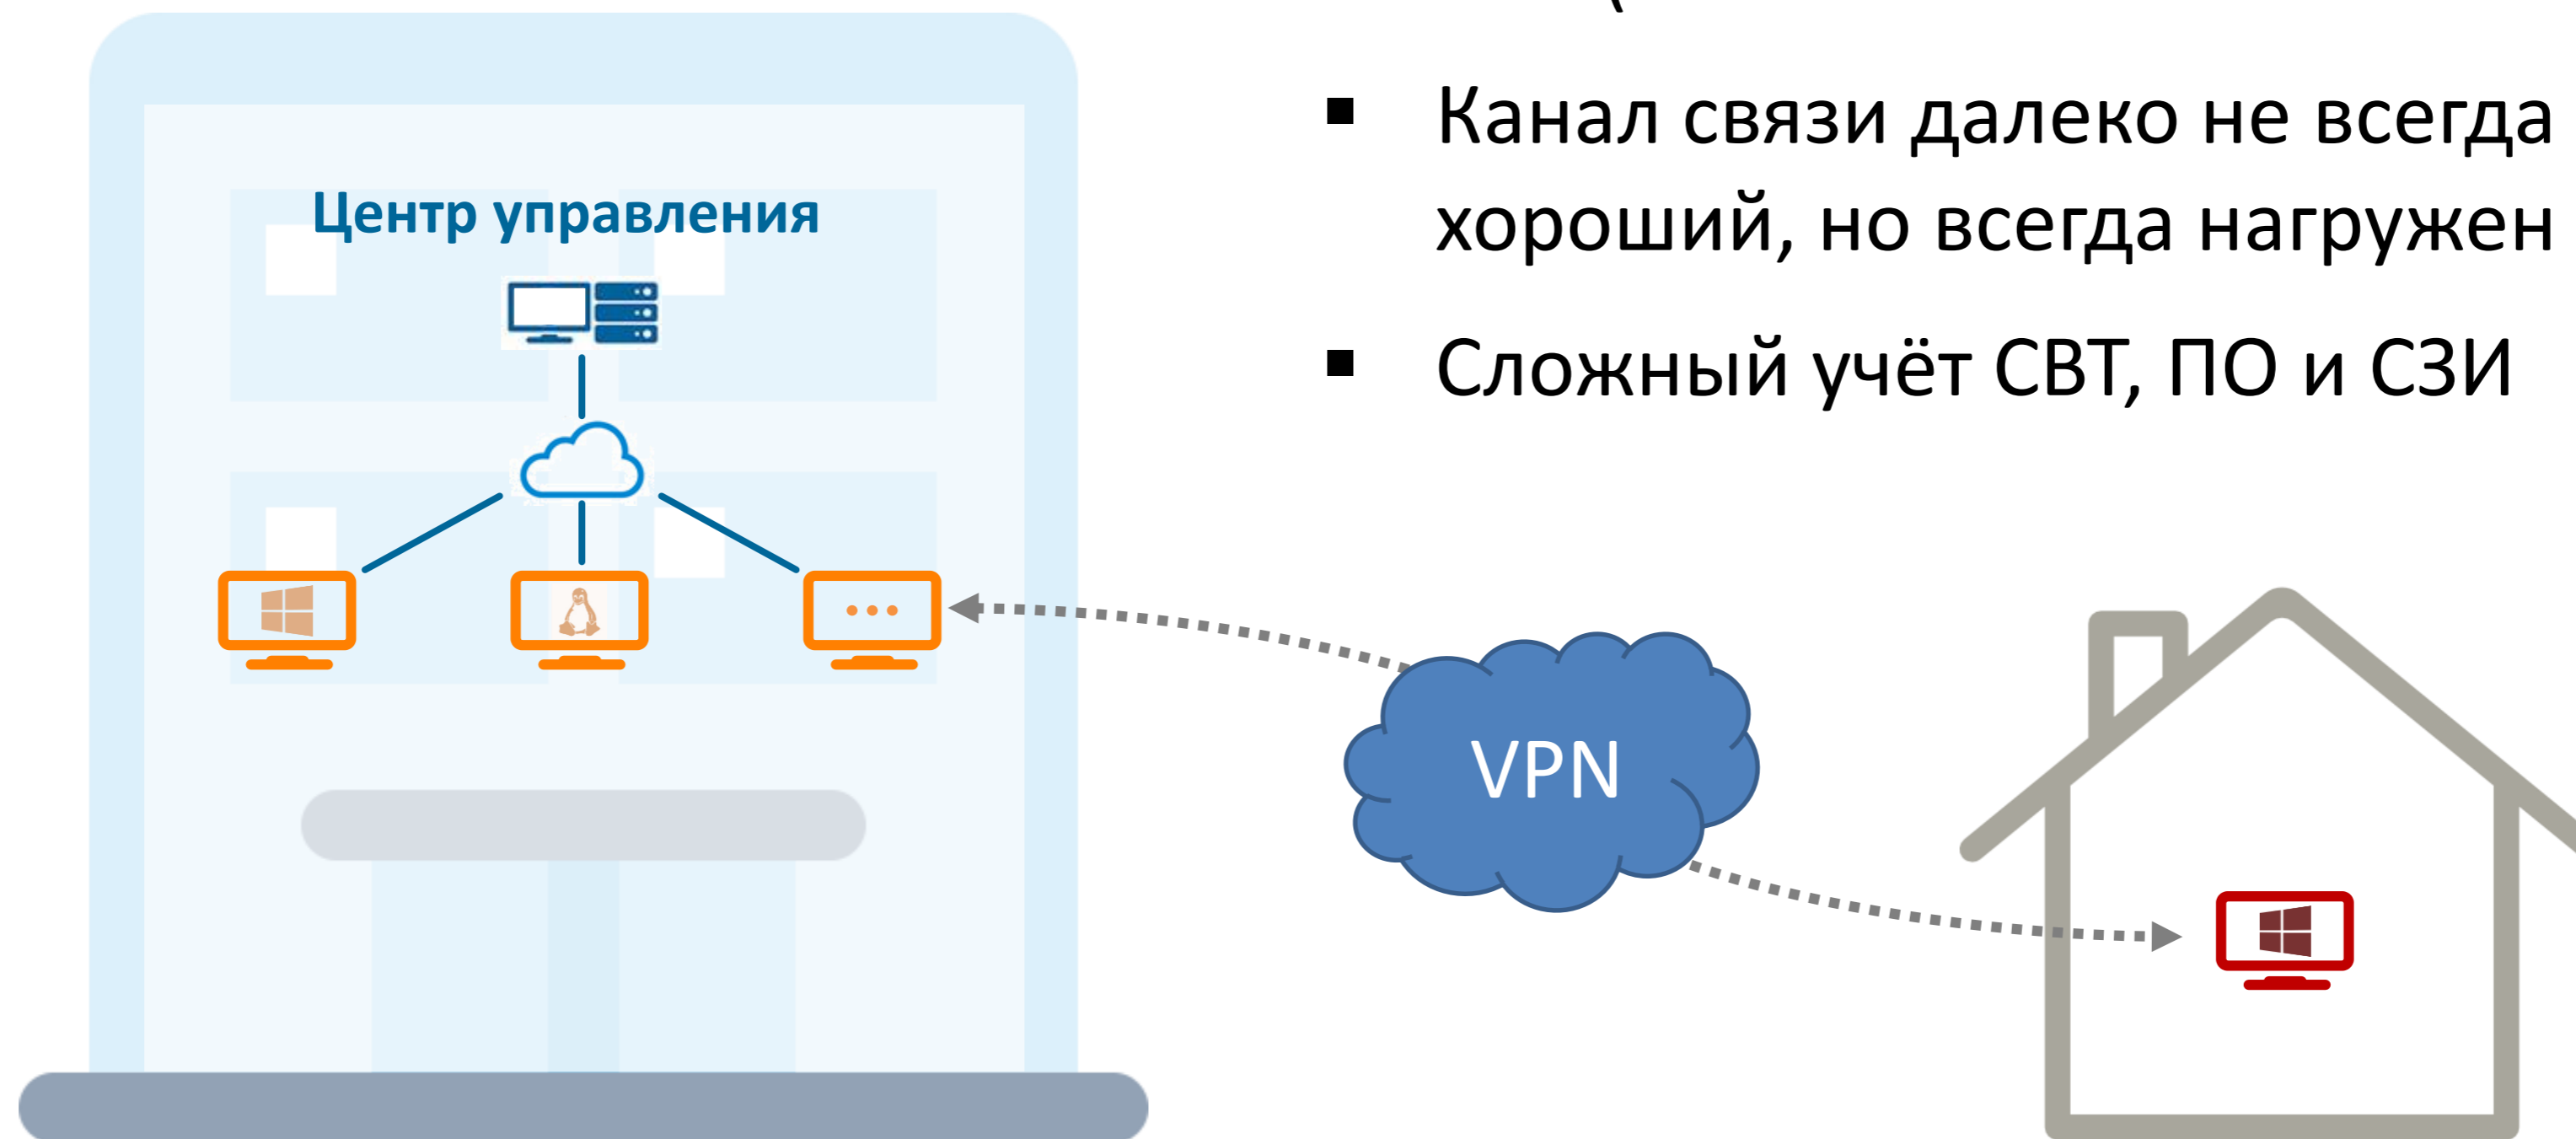 Канал связи далеко не всегда
хороший, но всегда нагружен
Сложный учёт СВТ, ПО и СЗИ
Центр управления
VPN